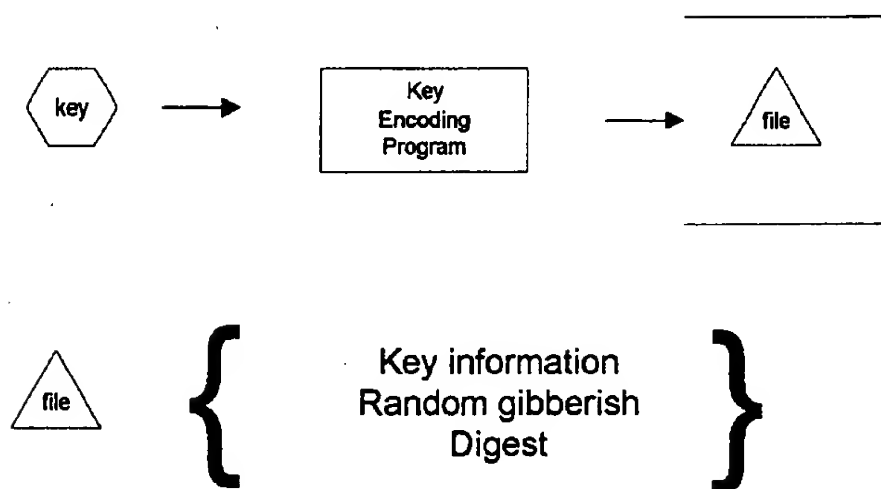 key
Key
Encoding
Program
file
file
Key information
Random gibberish
Digest